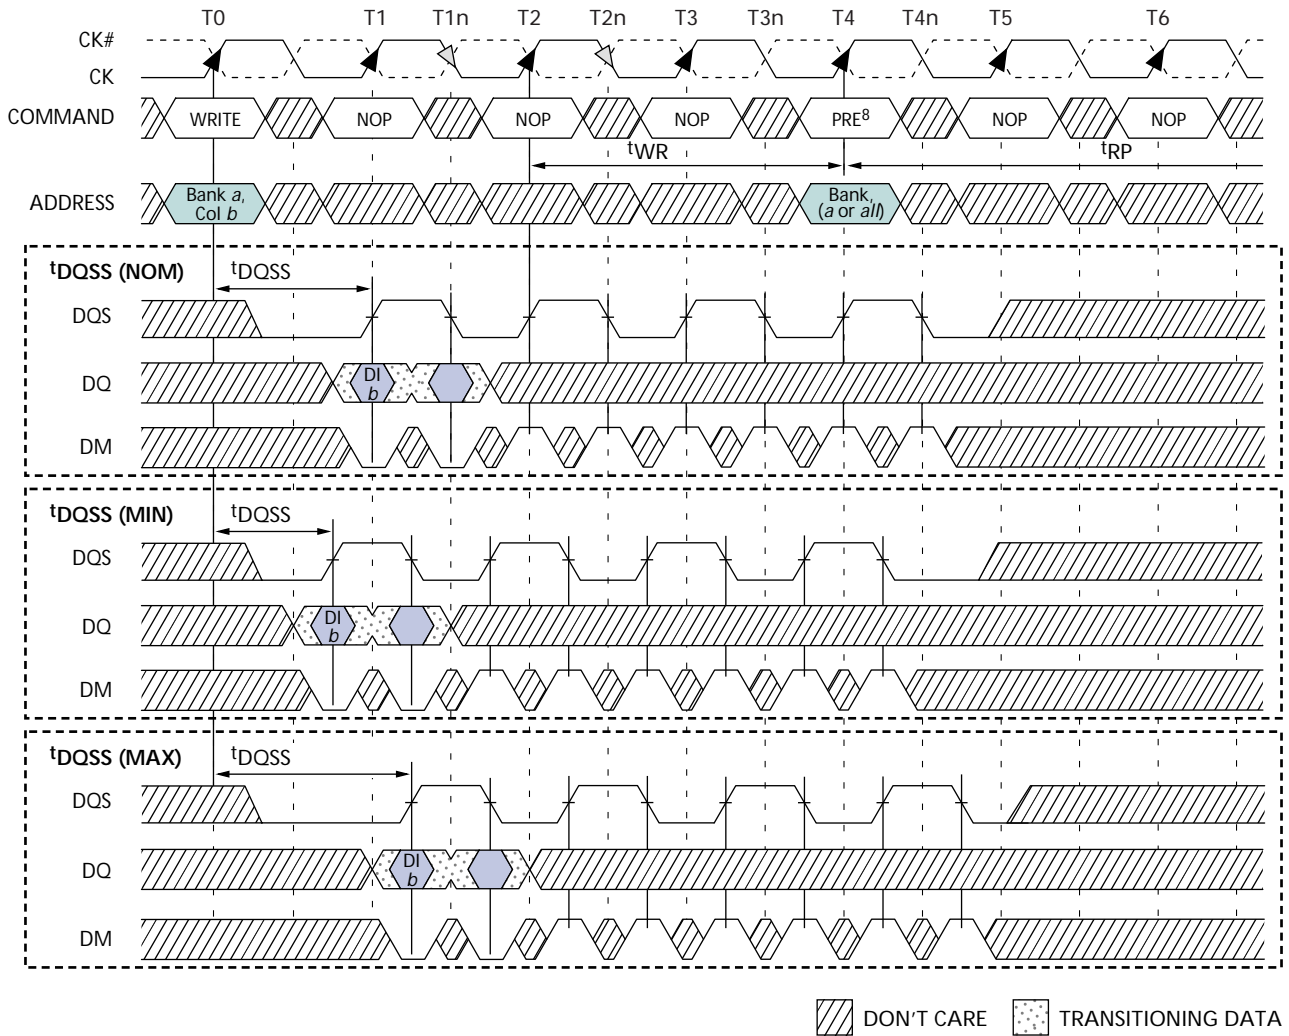 T0 T1 T1n T2 T2n T3 T3n T4 T4n T5 T6
CK#
CK
COMMAND WRITE NOP NOP NOP PRE8 NOP NOP
tWR tRP
ADDRESS Bank a, Col b Bank, (a or all)
tDQSS (NOM) tDQSS
DQS
DQ DI b
DM
tDQSS (MIN) tDQSS
DQS
DQ DI b
DM
tDQSS (MAX) tDQSS
DQS
DQ DI b
DM
DON'T CARE TRANSITIONING DATA